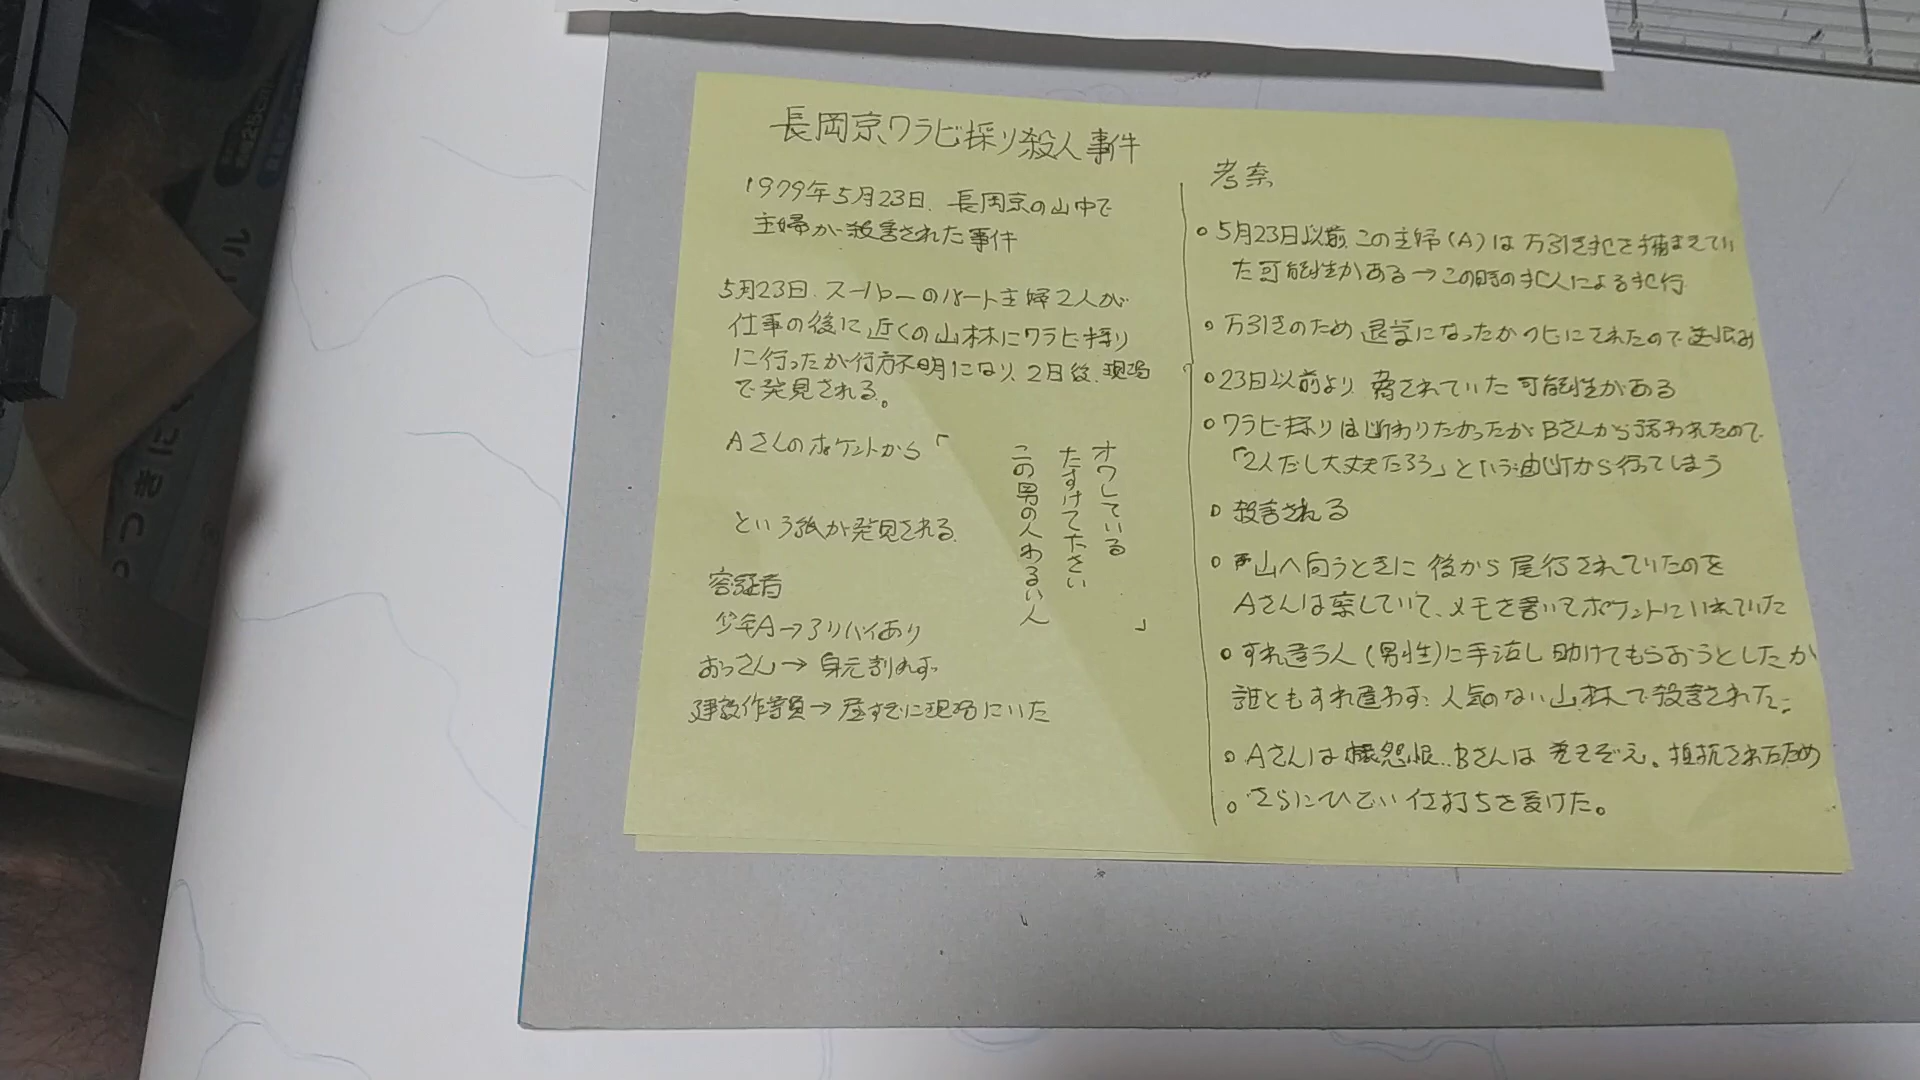 長岡京ワラビ採り殺人事件
1979年5月23日、長岡京の山中で
主婦が殺害された事件
5月23日、スーパーのパート主婦2人が
仕事の後に近くの山林にワラビ採り
に行ったが行方不明になり、2日後、現場
で発見される。
Aさんのポケットから「
オワレている
たすけて下さい
この男の人わるい人
」
という紙が発見される。
容疑者
少年A→アリバイあり
おっさん→身元割れず
建設作業員→昼すぎに現場にいた
考察
5月23日以前、この主婦(A)は万引き犯を捕まえてい
た可能性がある→この時の犯人による犯行
万引きのため退学になったかクビにされたので逆恨み
23日以前より、脅されていた可能性がある
ワラビ採りは断わりたかったがBさんから誘われたので
「2人だし大丈夫だろう」という油断から行ってしまう
殺害される
山へ向うときに後から尾行されていたのを
Aさんは察していて、メモを書いてポケットにいれていた
すれ違う人(男性)に手渡し助けてもらおうとしたが
誰ともすれ違わず、人気のない山林で殺害された。
Aさんは怨恨、Bさんは巻きぞえ。抵抗されたため
さらにひどい仕打ちを受けた。
つきに